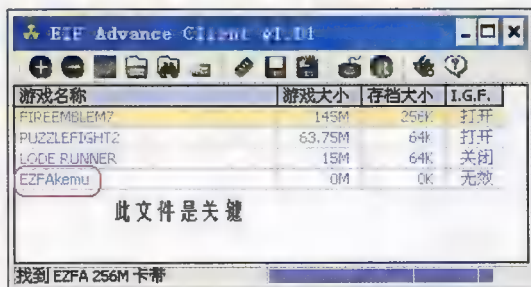 EZF Advance Client v1.01
游戏名称 游戏大小 存档大小 I.G.F.
FIREEMBLEM7 145M 256K 打开
PUZZLEFIGHT2 63.75M 64K 打开
LODE RUNNER 15M 64K 关闭
EZFAkemu 0M 0K 无效
此文件是关键
找到 EZFA 256M 卡带